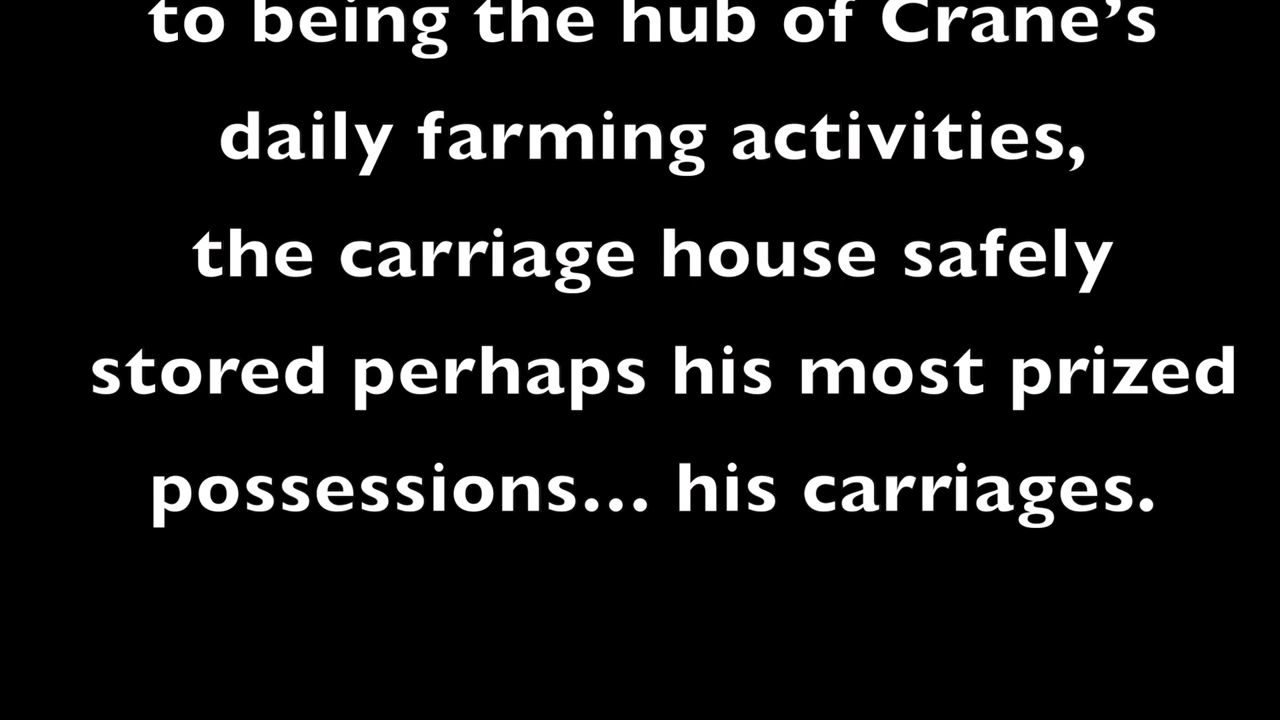 to being the hub of Crane’s
daily farming activities,
the carriage house safely
stored perhaps his most prized
possessions... his carriages.